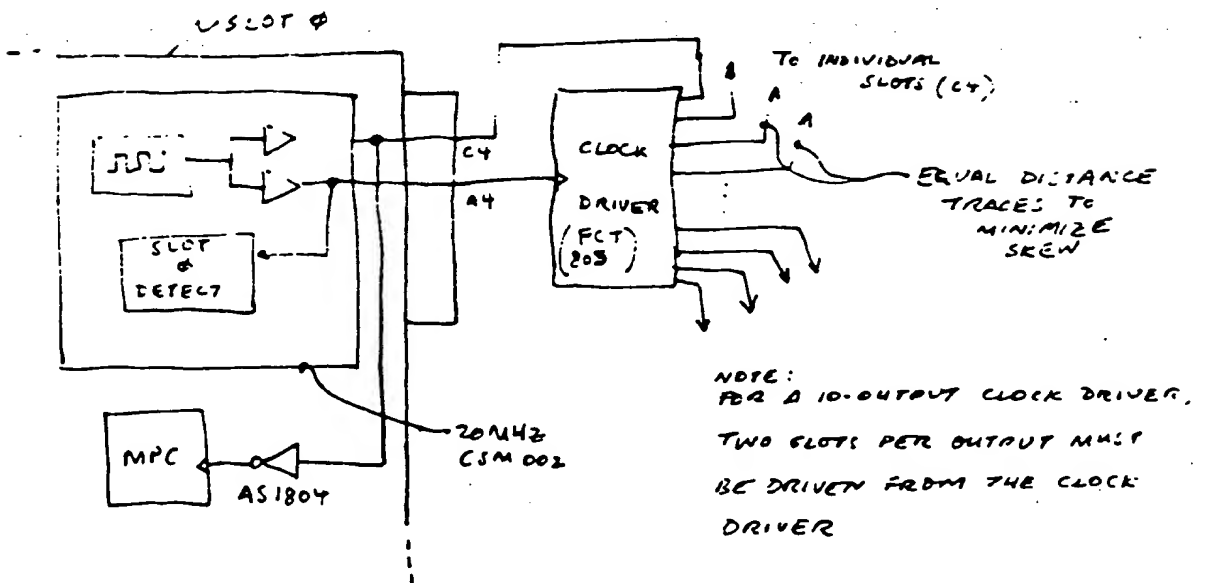 SLOT Ø
TO INDIVIDUAL
SLOTS (C4)
A
A
C4
A4
CLOCK
DRIVER
(FCT
805)
EQUAL DISTANCE
TRACES TO
MINIMIZE
SKEW
SLOT
Ø
DETECT
MPC
AS1804
20MHZ
CSM002
NOTE:
FOR A 10-OUTPUT CLOCK DRIVER,
TWO SLOTS PER OUTPUT MUST
BE DRIVEN FROM THE CLOCK
DRIVER